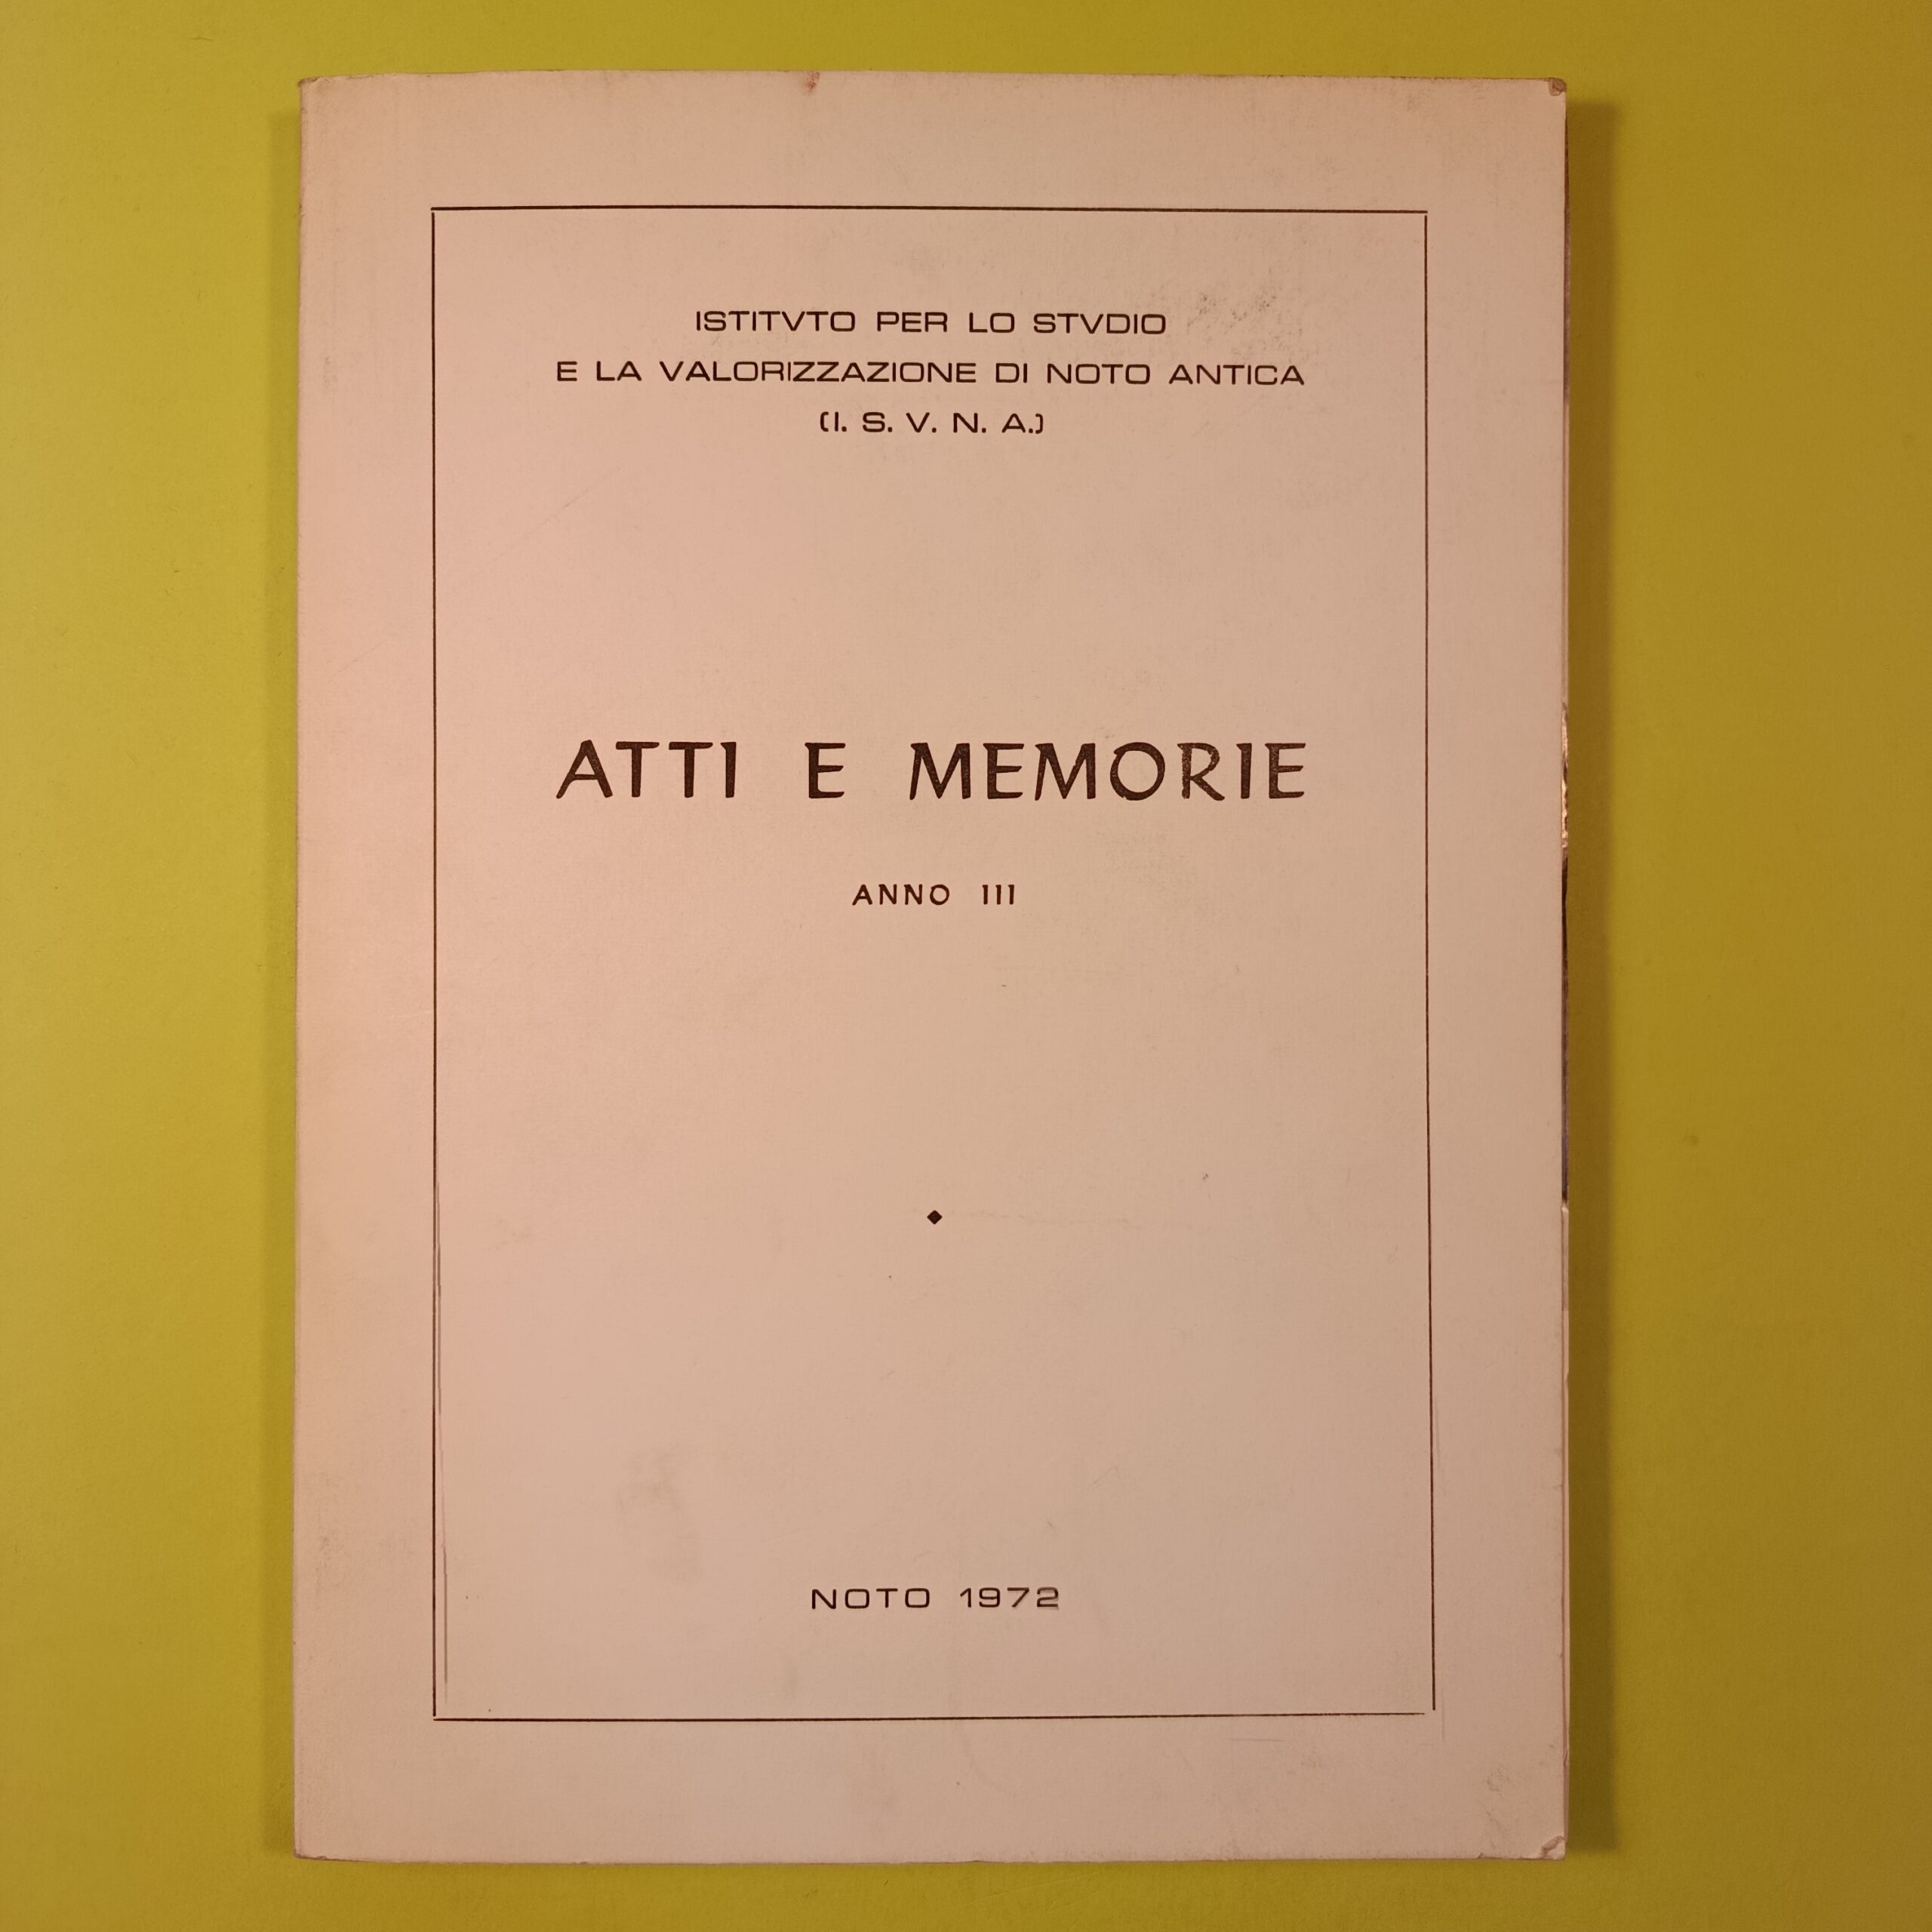 ISTITVTO PER LO STVDIO
E LA VALORIZZAZIONE DI NOTO ANTICA
(I. S. V. N. A.)
ATTI E MEMORIE
ANNO III
NOTO 1972